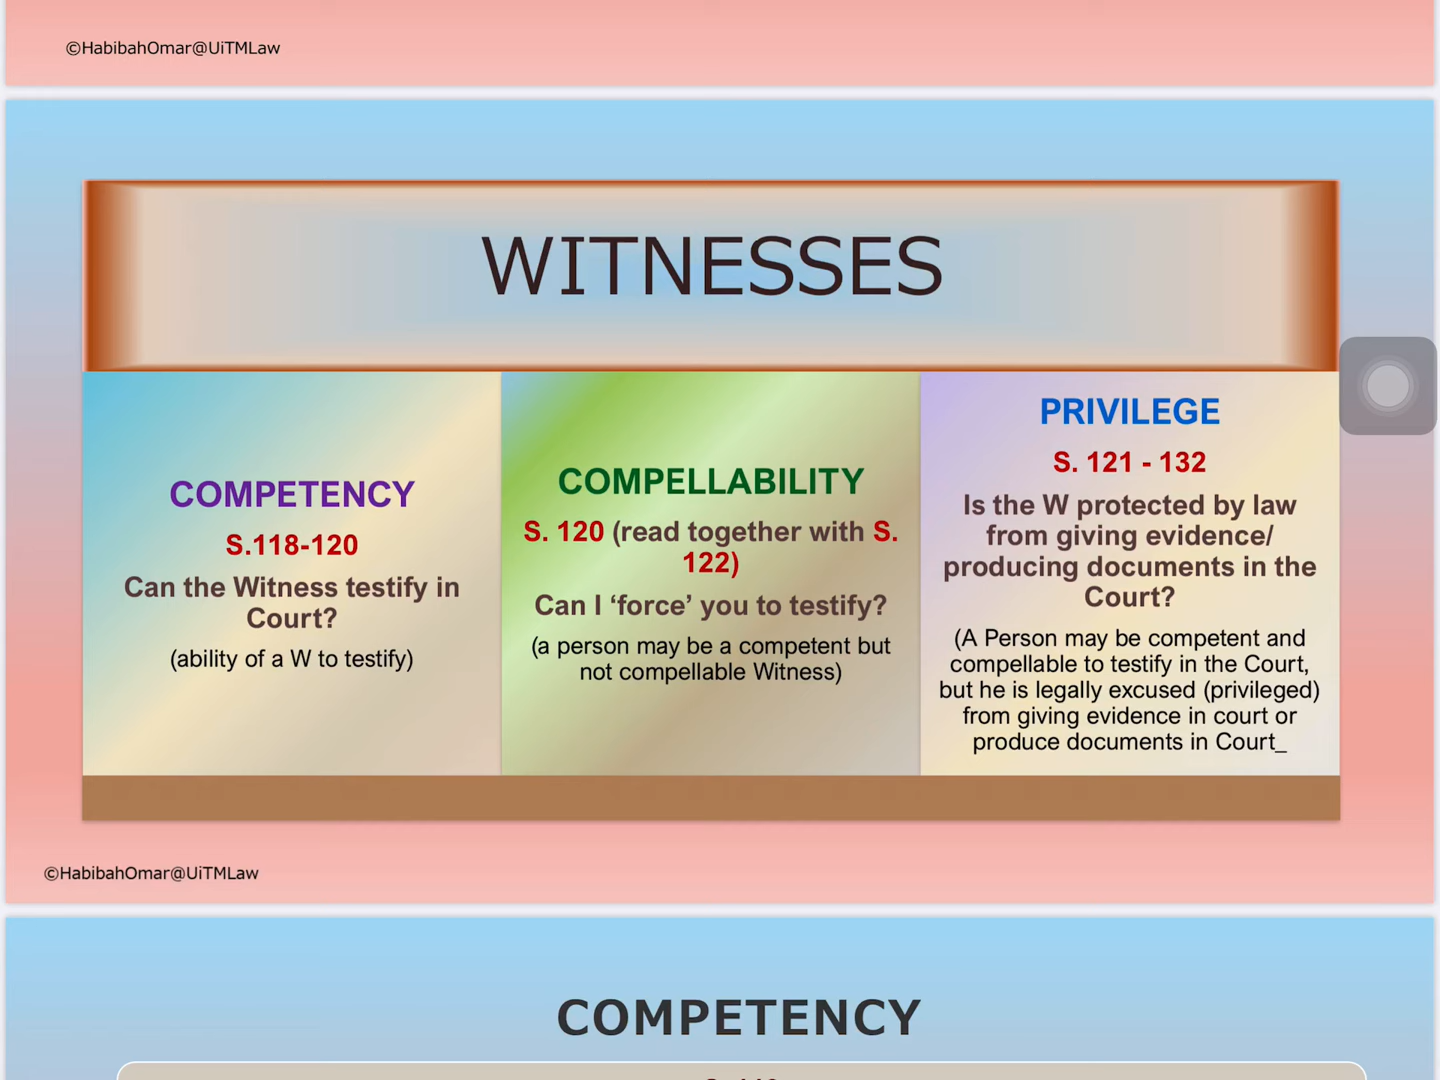 ©HabibahOmar@UiTMLaw
WITNESSES
COMPETENCY
S.118-120
Can the Witness testify in
Court?
(ability of a W to testify)
COMPELLABILITY
S. 120 (read together with S.
122)
Can I ‘force’ you to testify?
(a person may be a competent but
not compellable Witness)
PRIVILEGE
S. 121 - 132
Is the W protected by law
from giving evidence/
producing documents in the
Court?
(A Person may be competent and
compellable to testify in the Court,
but he is legally excused (privileged)
from giving evidence in court or
produce documents in Court_
©HabibahOmar@UiTMLaw
COMPETENCY